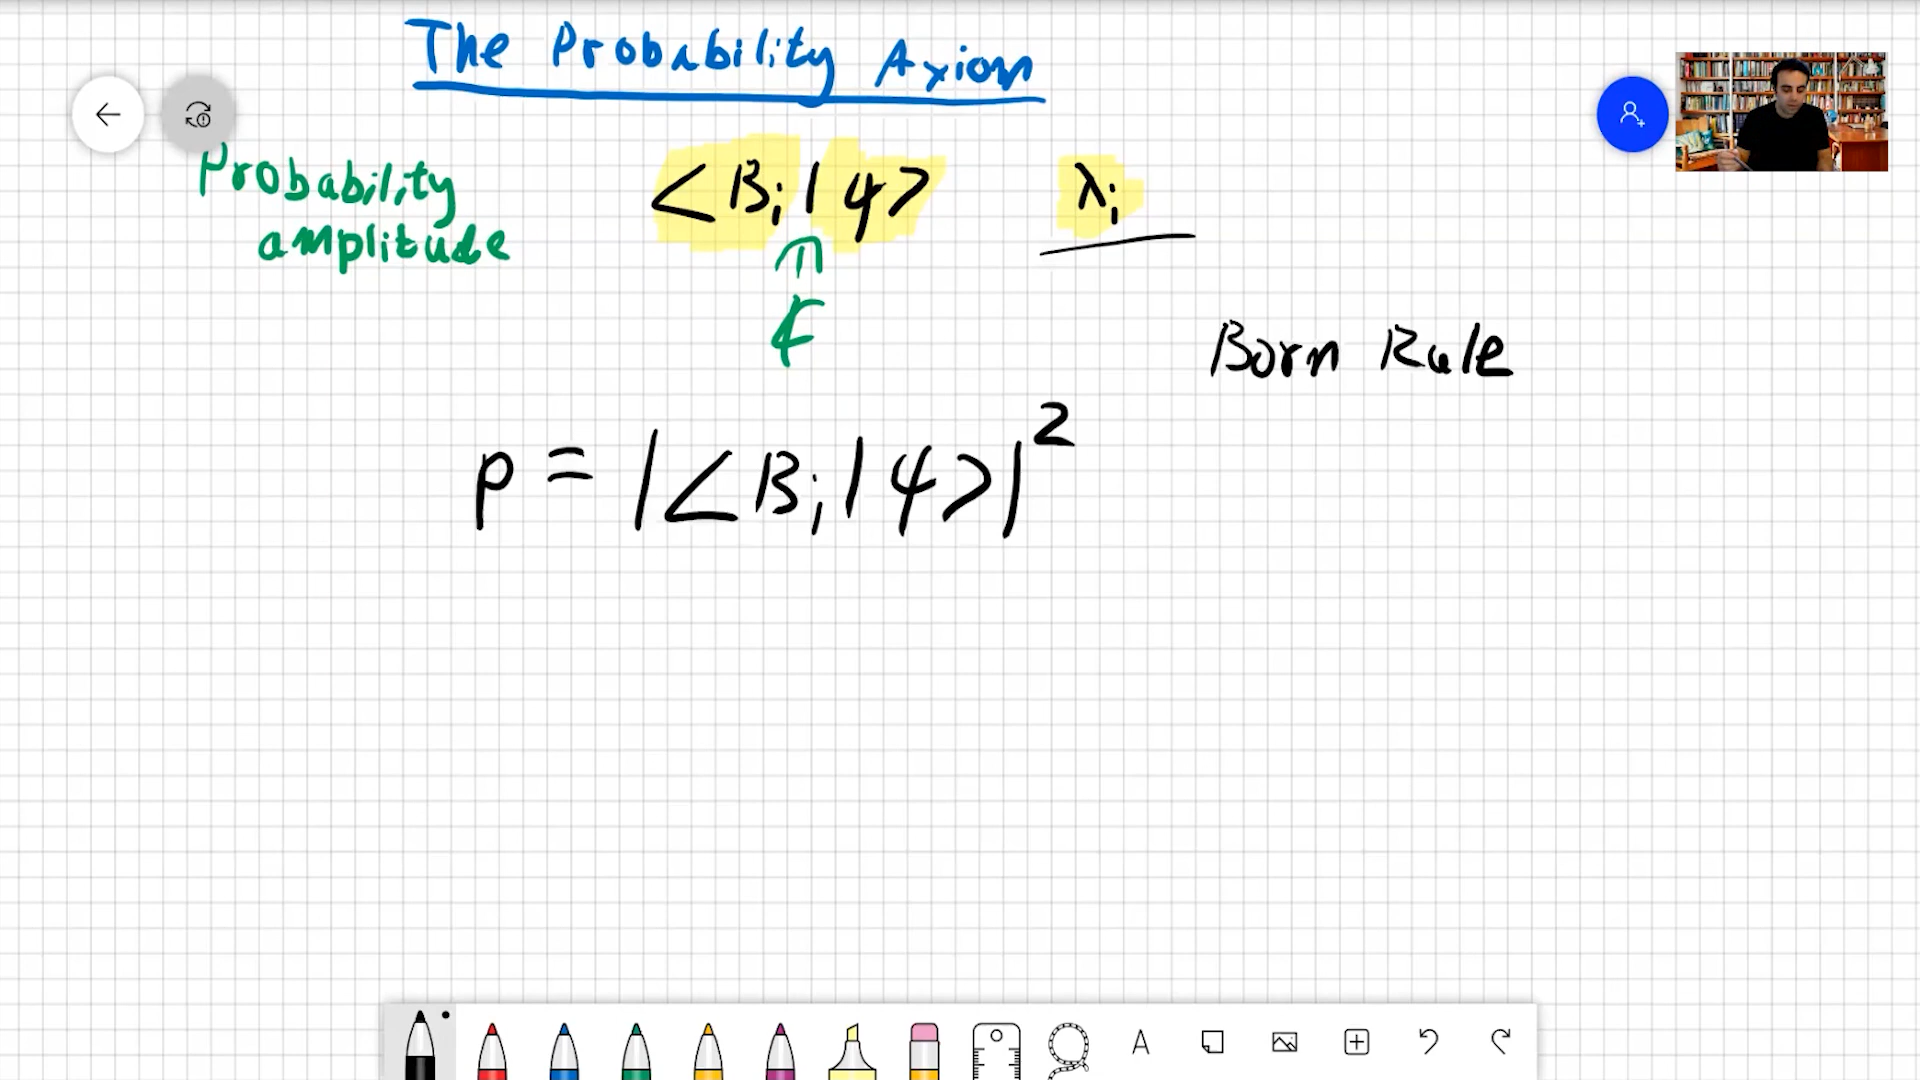 The Probability Axiom
Probability amplitude
<Bᵢ|ψ> λᵢ
∩
ℂ
Born Rule
p = |<Bᵢ|ψ>|²
A